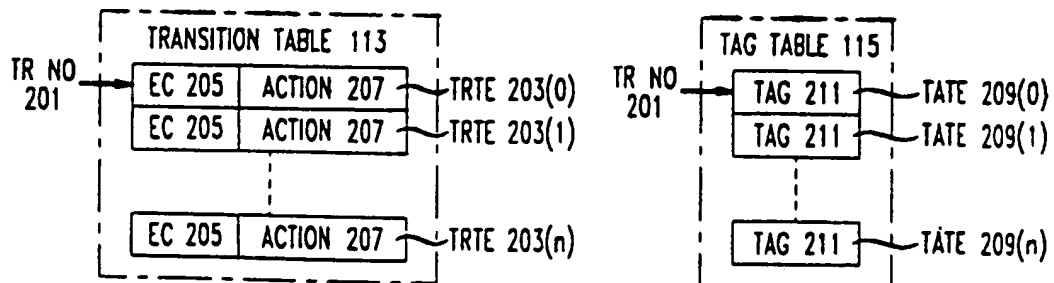 TRANSITION TABLE 113
TR NO
201
EC 205 ACTION 207 TRTE 203(0)
EC 205 ACTION 207 TRTE 203(1)
EC 205 ACTION 207 TRTE 203(n)
TAG TABLE 115
TR NO
201
TAG 211 TATE 209(0)
TAG 211 TATE 209(1)
TAG 211 TATE 209(n)